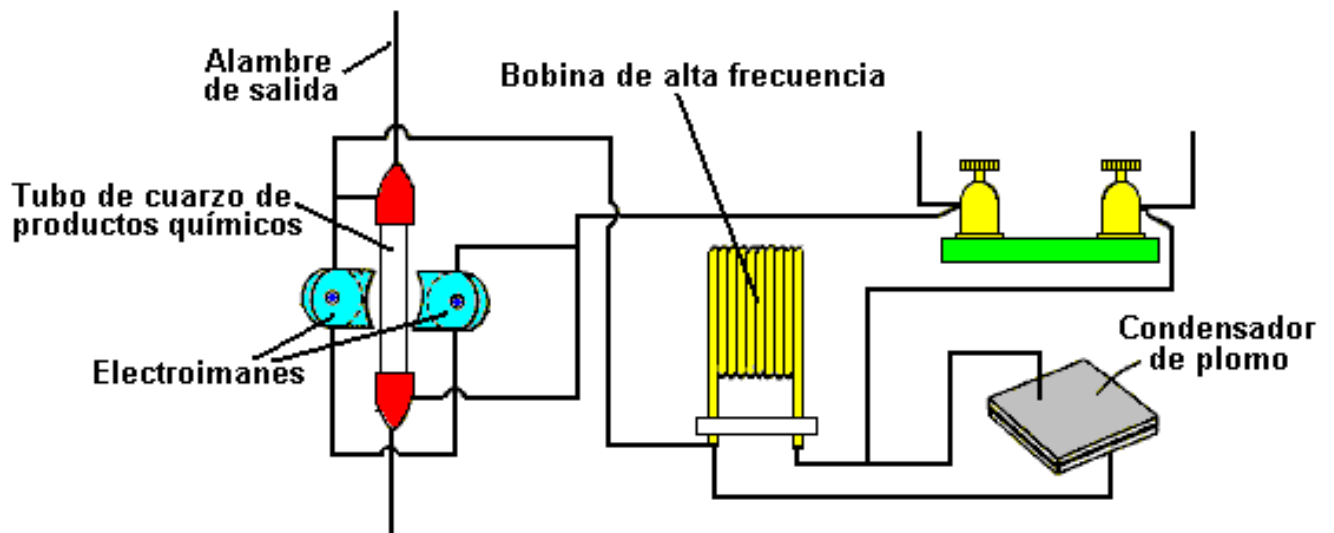 Alambre
de salida
Bobina de alta frecuencia
Tubo de cuarzo de
productos químicos
Electroimanes
Condensador
de plomo